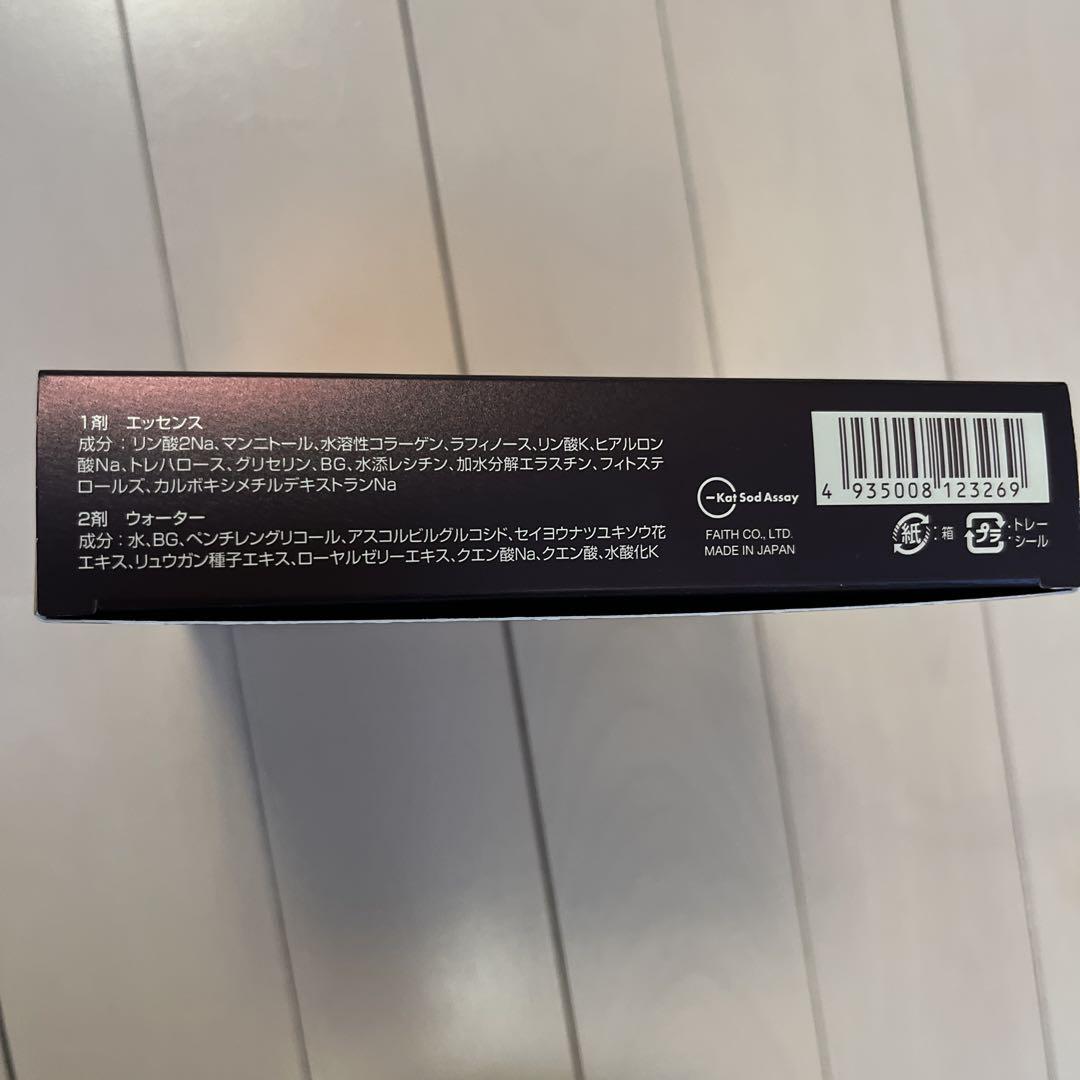 1剤 エッセンス
成分：リン酸2Na、マンニトール、水溶性コラーゲン、ラフィノース、リン酸K、ヒアルロン
酸Na、トレハロース、グリセリン、BG、水添レシチン、加水分解エラスチン、フィトステ
ロールズ、カルボキシメチルデキストランNa
2剤 ウォーター
成分：水、BG、ペンチレングリコール、アスコルビルグルコシド、セイヨウナツユキソウ花
エキス、リュウガン種子エキス、ローヤルゼリーエキス、クエン酸Na、クエン酸、水酸化K
Kat Sod Assay
FAITH CO., LTD.
MADE IN JAPAN
4 935008 123269
紙：箱
プラ：トレー
・シール